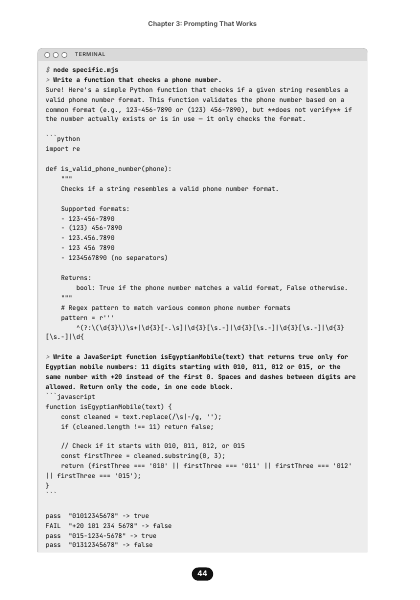 Chapter 3: Prompting That Works
TERMINAL
$ node specific.mjs
> Write a function that checks a phone number.
Sure! Here's a simple Python function that checks if a given string resembles a
valid phone number format. This function validates the phone number based on a
common format (e.g., 123-456-7890 or (123) 456-7890), but **does not verify** if
the number actually exists or is in use — it only checks the format.
```python
import re
def is_valid_phone_number(phone):
"""
Checks if a string resembles a valid phone number format.
Supported formats:
- 123-456-7890
- (123) 456-7890
- 123.456.7890
- 123 456 7890
- 1234567890 (no separators)
Returns:
bool: True if the phone number matches a valid format, False otherwise.
"""
# Regex pattern to match various common phone number formats
pattern = r'''
^(?:\(\d{3}\)\s+|\d{3}[-.\s]|\d{3}[\s.-]|\d{3}[\s.-]|\d{3}[\s.-]|\d{3}
[\s.-]|\d{
> Write a JavaScript function isEgyptianMobile(text) that returns true only for
Egyptian mobile numbers: 11 digits starting with 010, 011, 012 or 015, or the
same number with +20 instead of the first 0. Spaces and dashes between digits are
allowed. Return only the code, in one code block.
```javascript
function isEgyptianMobile(text) {
const cleaned = text.replace(/\s|-/g, '');
if (cleaned.length !== 11) return false;
// Check if it starts with 010, 011, 012, or 015
const firstThree = cleaned.substring(0, 3);
return (firstThree === '010' || firstThree === '011' || firstThree === '012'
|| firstThree === '015');
}
```
pass "01012345678" -> true
FAIL "+20 101 234 5678" -> false
pass "015-1234-5678" -> true
pass "01312345678" -> false
44